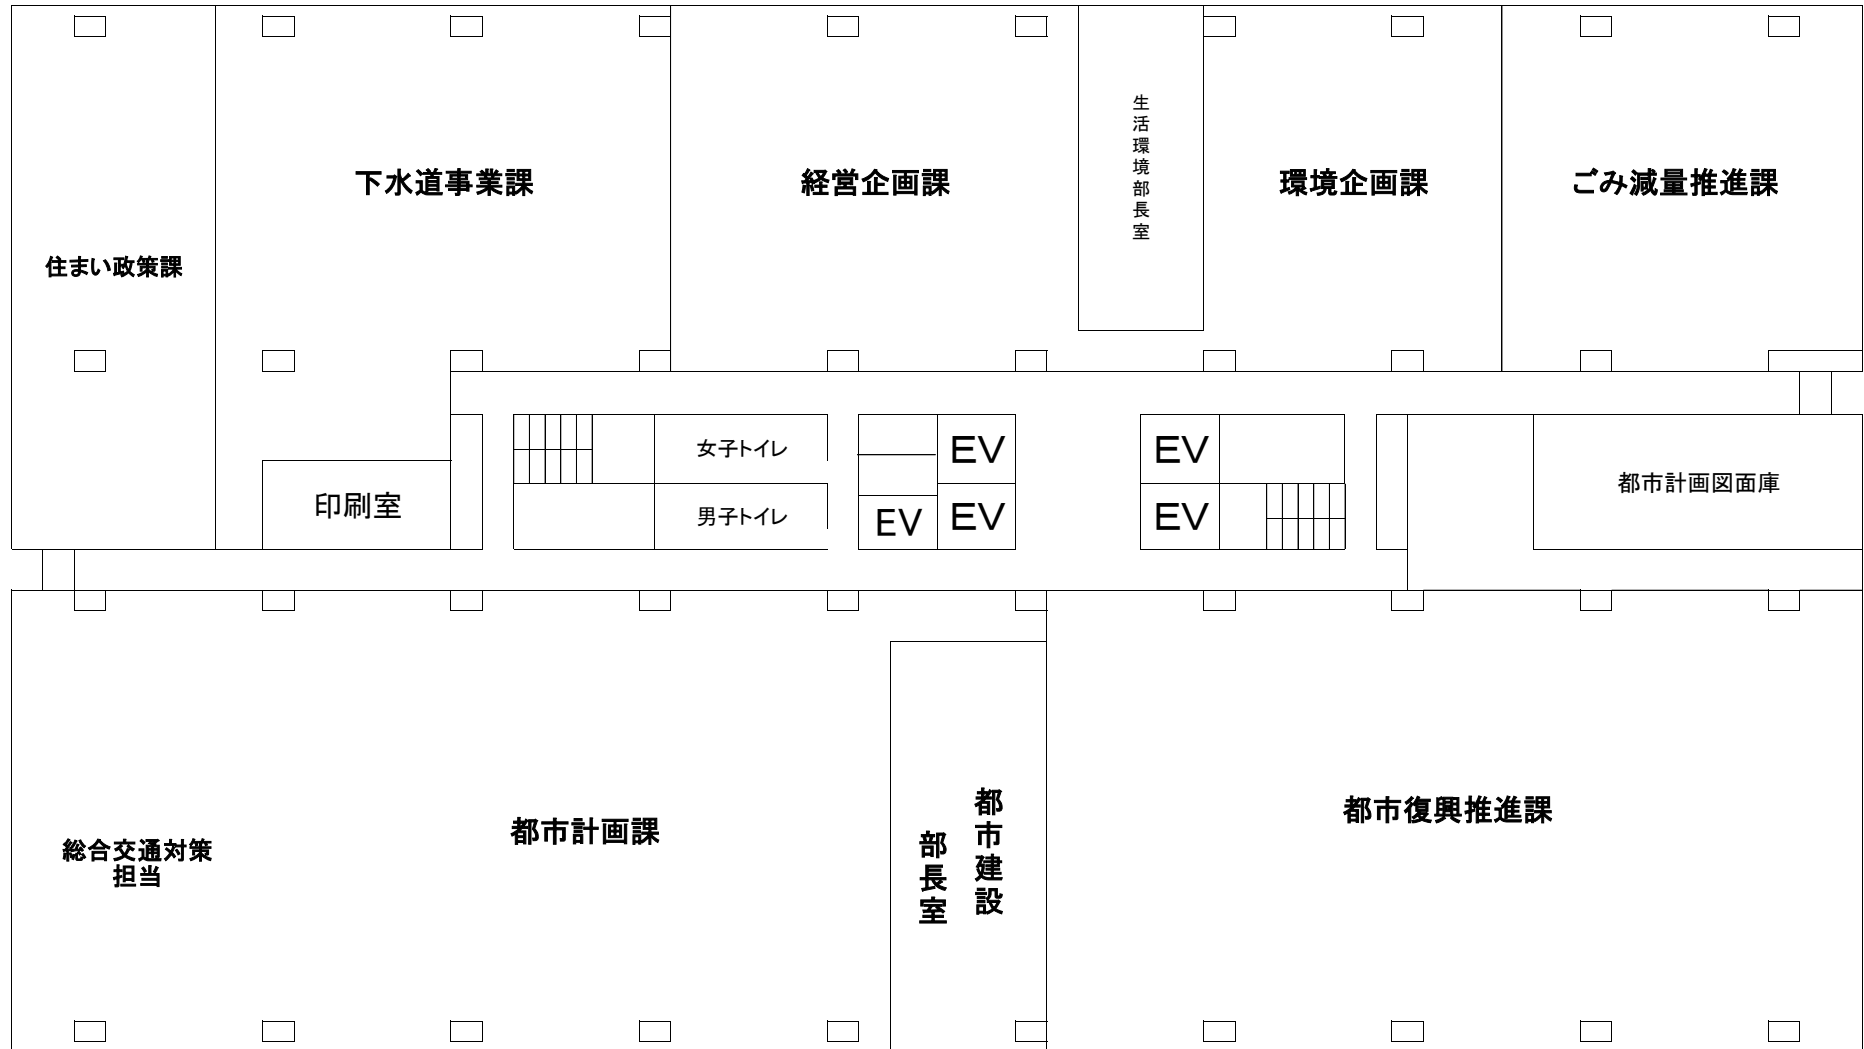 下水道事業課
経営企画課
生活環境部長室
環境企画課
ごみ減量推進課
住まい政策課
女子トイレ
EV
EV
印刷室
男子トイレ
EV
EV
EV
都市計画図面庫
総合交通対策
担当
都市計画課
都市建設
部長室
都市復興推進課